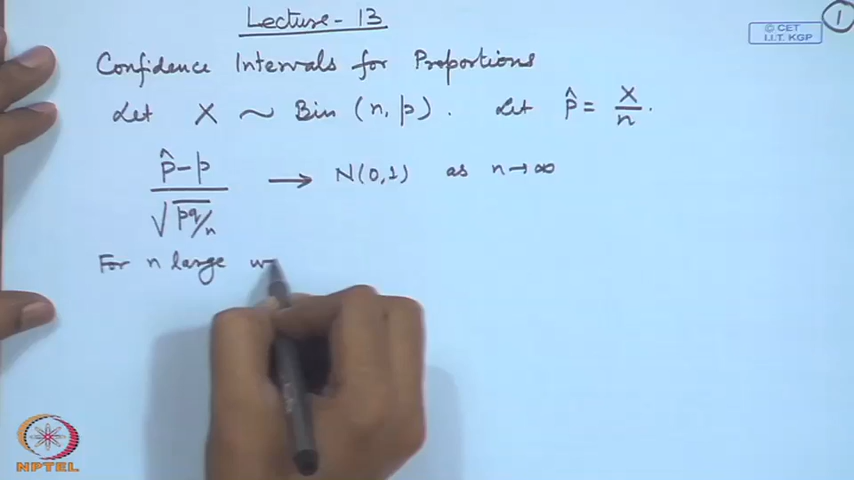 Lecture - 13
1
© CET
I.I.T. KGP
Confidence Intervals for Proportions
Let X ~ Bin (n, p). Let p̂ = X/n.
(p̂ - p)/√(pq/n) → N(0,1) as n → ∞
For n large
NPTEL